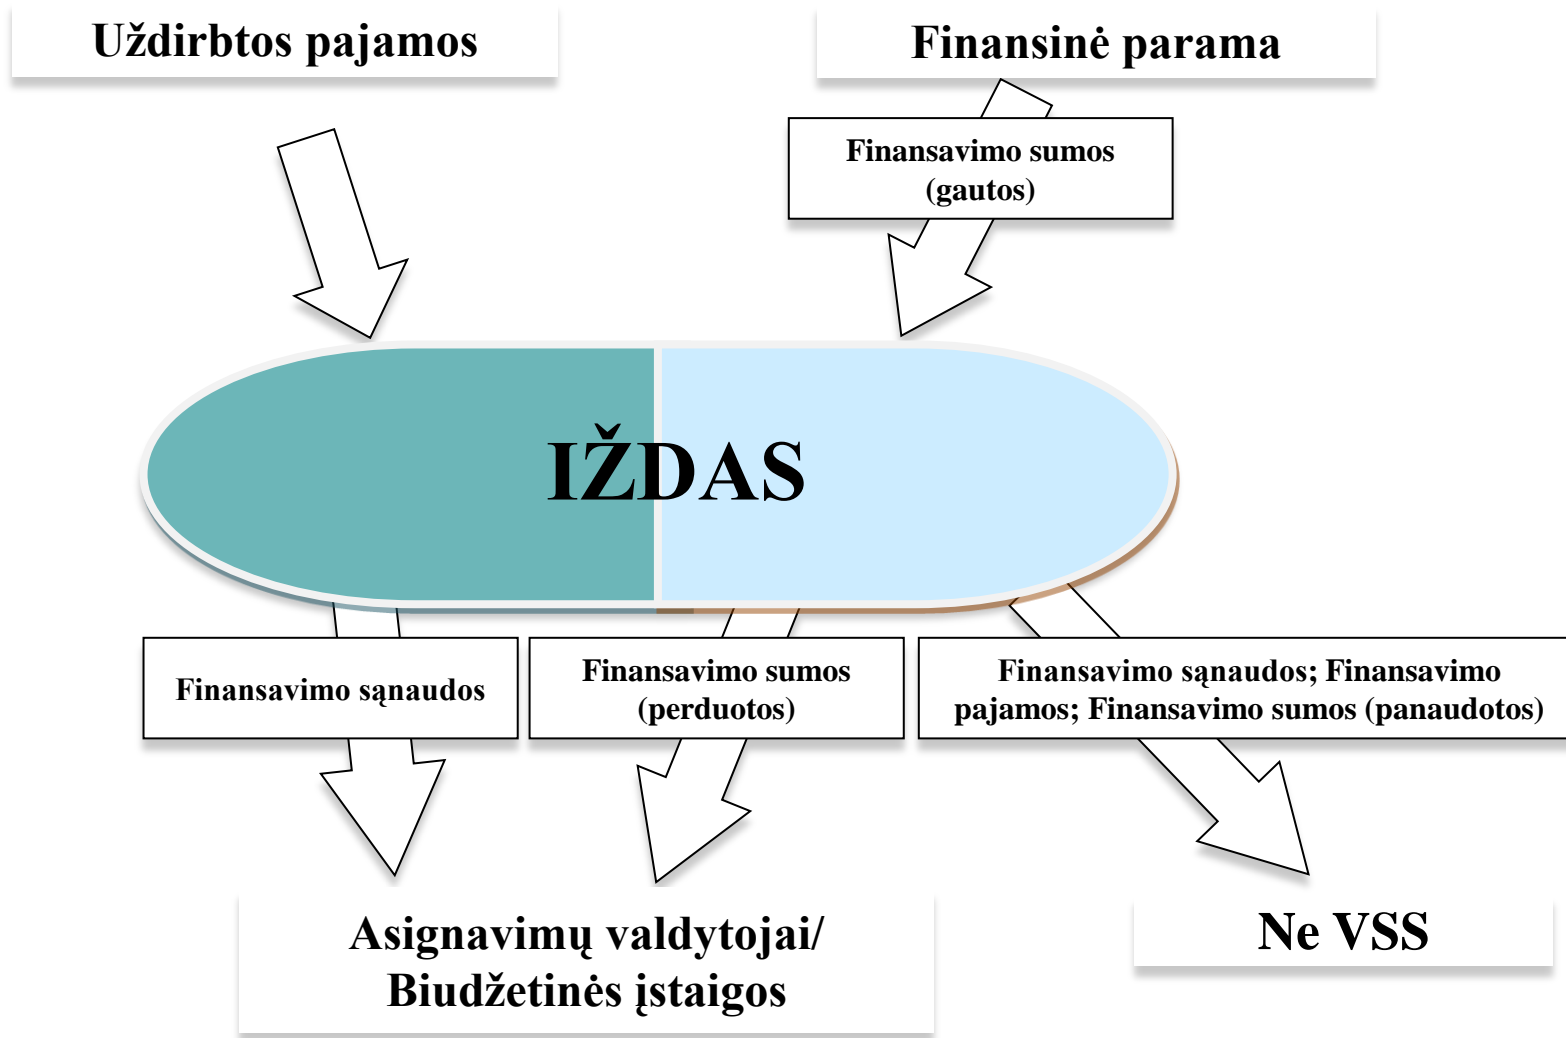 Uždirbtos pajamos
Finansinė parama
Finansavimo sumos
(gautos)
IŽDAS
Finansavimo sąnaudos
Finansavimo sumos
(perduotos)
Finansavimo sąnaudos; Finansavimo
pajamos; Finansavimo sumos (panaudotos)
Asignavimų valdytojai/
Biudžetinės įstaigos
Ne VSS